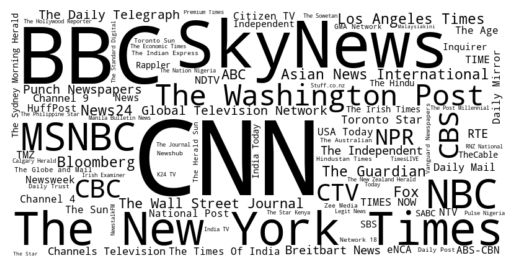 The Hollywood Reporter
The Daily Telegraph
Premium Times
Citizen TV
The Sowetan
Los Angeles Times
BBC
SkyNews
Independent
GMA Network
Malaysiakini
The Age
The Sydney Morning Herald
The Standard Digital
Toronto Sun
The Economic Times
The Indian Express
Rappler
The Nation Nigeria
NDTV
ABC
Asian News International
Inquirer
TIME
Daily Mirror
Punch Newspapers
Channel 9
News
Stuff.co.nz
The Hindu
The Washington Post
HuffPost
News24
Global Television Network
The Irish Times
The Post Millennial
The Philippine Star
Manila Bulletin News
MSNBC
CNN
Toronto Star
USA Today
The Australian
NPR
CBS
RTE
Vanguard Newspapers
RNZ National
TheCable
TMZ
Calgary Herald
Bloomberg
The Journal
Newshub
The Herald Sun
India Today
The Independent
Hindustan Times
TimesLIVE
Daily Mail
The Globe and Mail
Irish Examiner
K24 TV
The Guardian
Newsweek
Daily Trust
CBC
CTV
The New Zealand Herald
Today
Fox
NBC
Channel 4
The Wall Street Journal
Zee Media
TIMES NOW
The Sun
NewstalkFM
National Post
The Star Kenya
Legit News
SABC
NTV
Pulse Nigeria
The New York Times
India TV
SBS
Network 18
The Star
Channels Television
The Times Of India
Breitbart News
eNCA
Daily Post
ABS-CBN